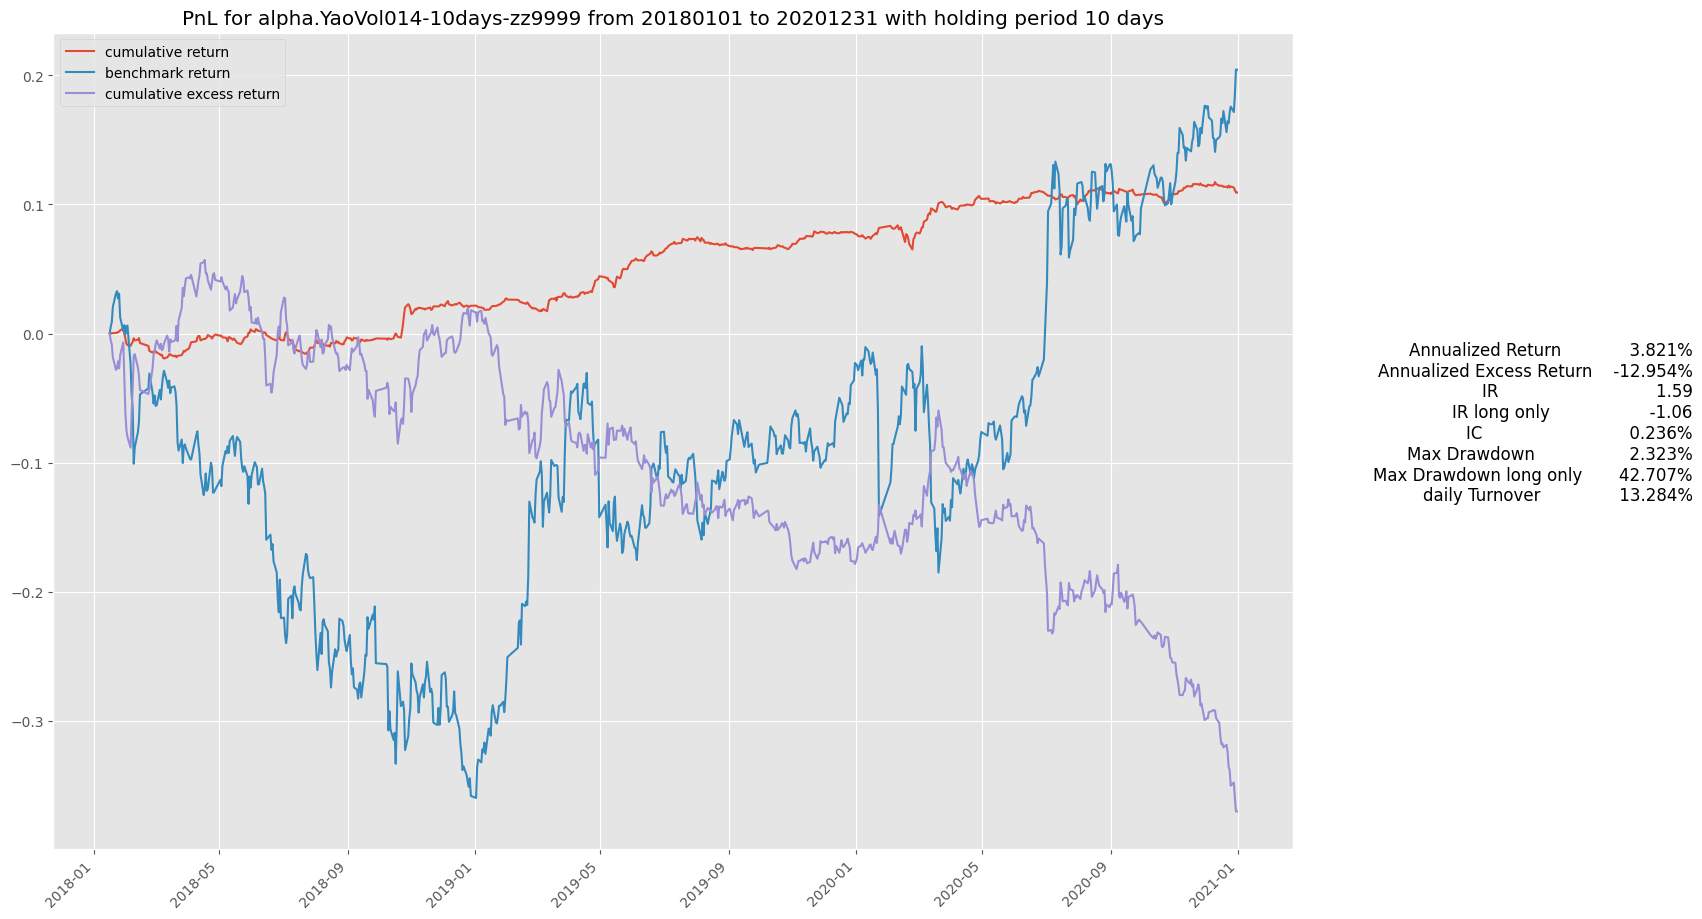 PnL for alpha.YaoVol014-10days-zz9999 from 20180101 to 20201231 with holding period 10 days
cumulative return
benchmark return
cumulative excess return
0.2
0.1
0.0
−0.1
−0.2
−0.3
2018-01
2018-05
2018-09
2019-01
2019-05
2019-09
2020-01
2020-05
2020-09
2021-01
Annualized Return 3.821%
Annualized Excess Return -12.954%
IR 1.59
IR long only -1.06
IC 0.236%
Max Drawdown 2.323%
Max Drawdown long only 42.707%
daily Turnover 13.284%